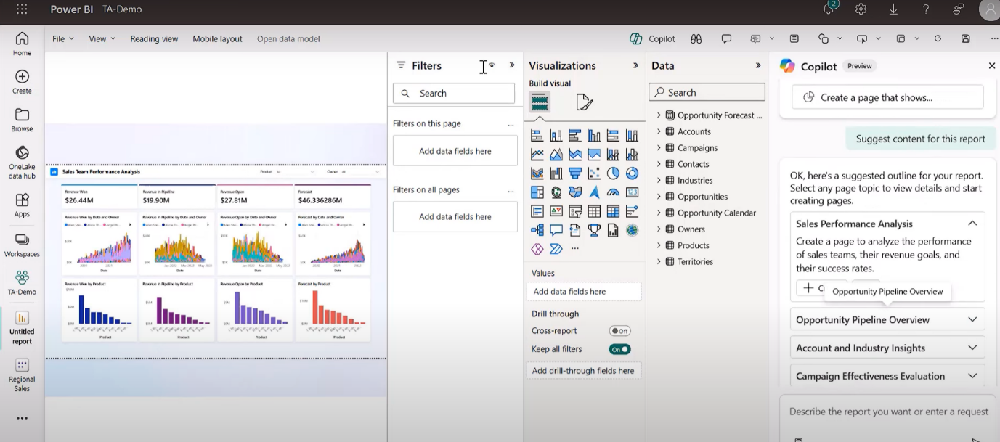 Power BI TA-Demo
2
File View Reading view Mobile layout Open data model
Copilot
Home
Create
Browse
OneLake
data hub
Apps
Workspaces
TA-Demo
Untitled
report
Regional
Sales
Sales Team Performance Analysis
Product All
Owner All
Revenue Won
$26.44M
Revenue In Pipeline
$19.90M
Revenue Open
$27.81M
Forecast
$46.336286M
Revenue Won by Date and Owner
Revenue In Pipeline by Date and Owner
Revenue Open by Date and Owner
Forecast by Date and Owner
Date
Date
Date
Date
Revenue Won by Product
Revenue In Pipeline by Product
Revenue Open by Product
Forecast by Product
Product
Product
Product
Product
Filters
Search
Filters on this page
...
Add data fields here
Filters on all pages
...
Add data fields here
Visualizations
Build visual
123
...
Values
Add data fields here
Drill through
Cross-report
Off
Keep all filters
On
Add drill-through fields here
Data
Search
Opportunity Forecast ...
Accounts
Campaigns
Contacts
Industries
Opportunities
Opportunity Calendar
Owners
Products
Territories
Copilot Preview
Create a page that shows...
Suggest content for this report
OK, here's a suggested outline for your report.
Select any page topic to view details and start
creating pages.
Sales Performance Analysis
Create a page to analyze the performance
of sales teams, their revenue goals, and
their success rates.
Opportunity Pipeline Overview
Opportunity Pipeline Overview
Account and Industry Insights
Campaign Effectiveness Evaluation
Describe the report you want or enter a request